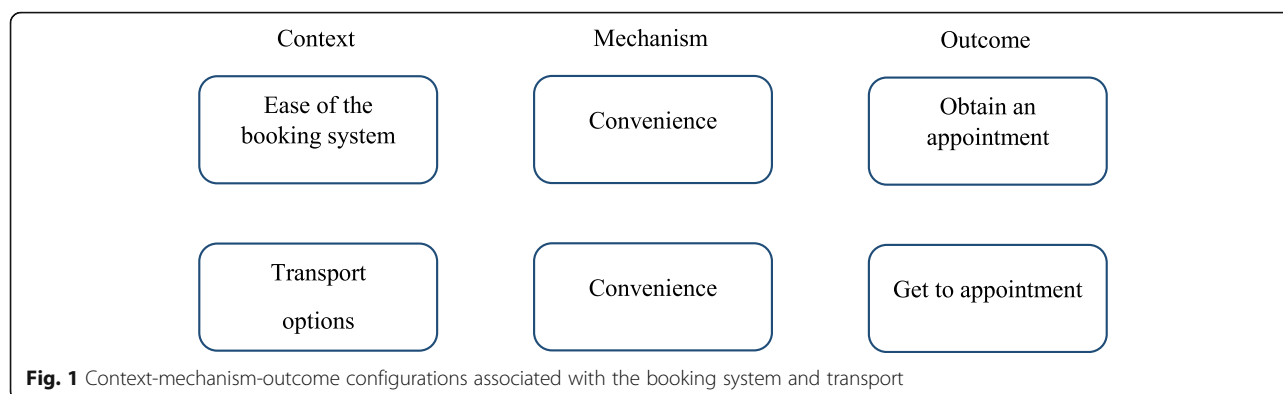 Context Mechanism Outcome
Ease of the
booking system
Convenience
Obtain an
appointment
Transport
options
Convenience
Get to appointment
Fig. 1 Context-mechanism-outcome configurations associated with the booking system and transport